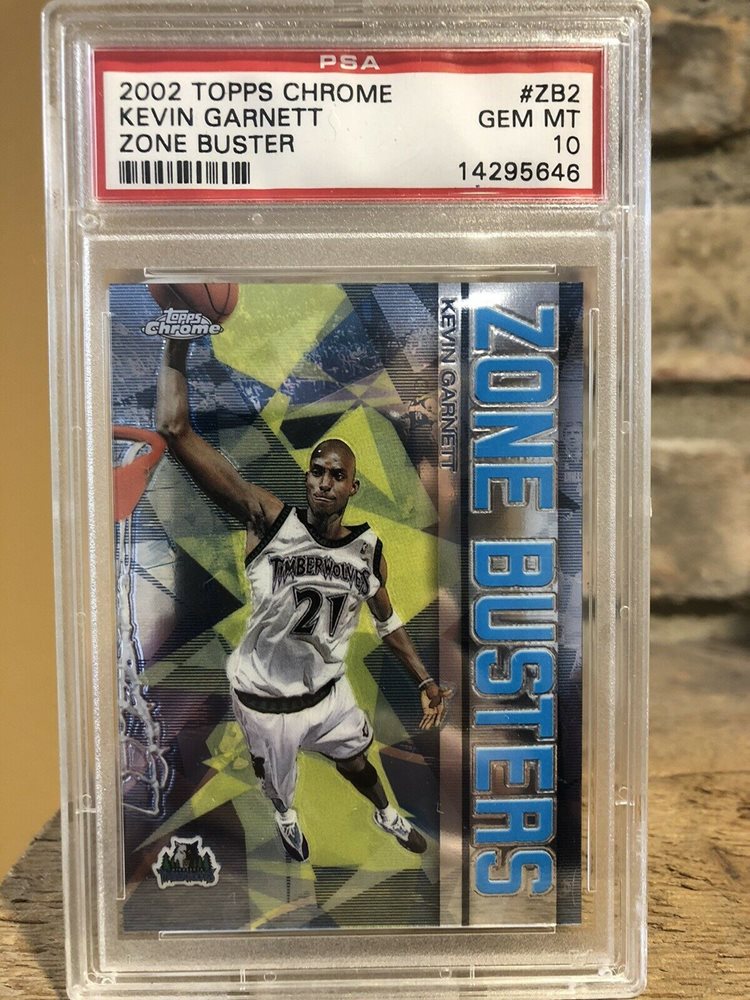 PSA
2002 TOPPS CHROME #ZB2
KEVIN GARNETT GEM MT
ZONE BUSTER 10
14295646
Topps
Chrome
KEVIN GARNETT
ZONE BUSTERS
TIMBERWOLVES
21